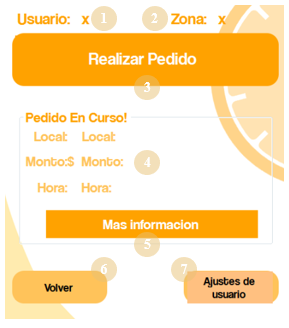 Usuario: x 1 2 Zona: x
Realizar Pedido
3
Pedido En Curso!
Local: Local:
Monto:$ Monto: 4
Hora: Hora:
Mas informacion
5
6 7
Volver
Ajustes de
usuario